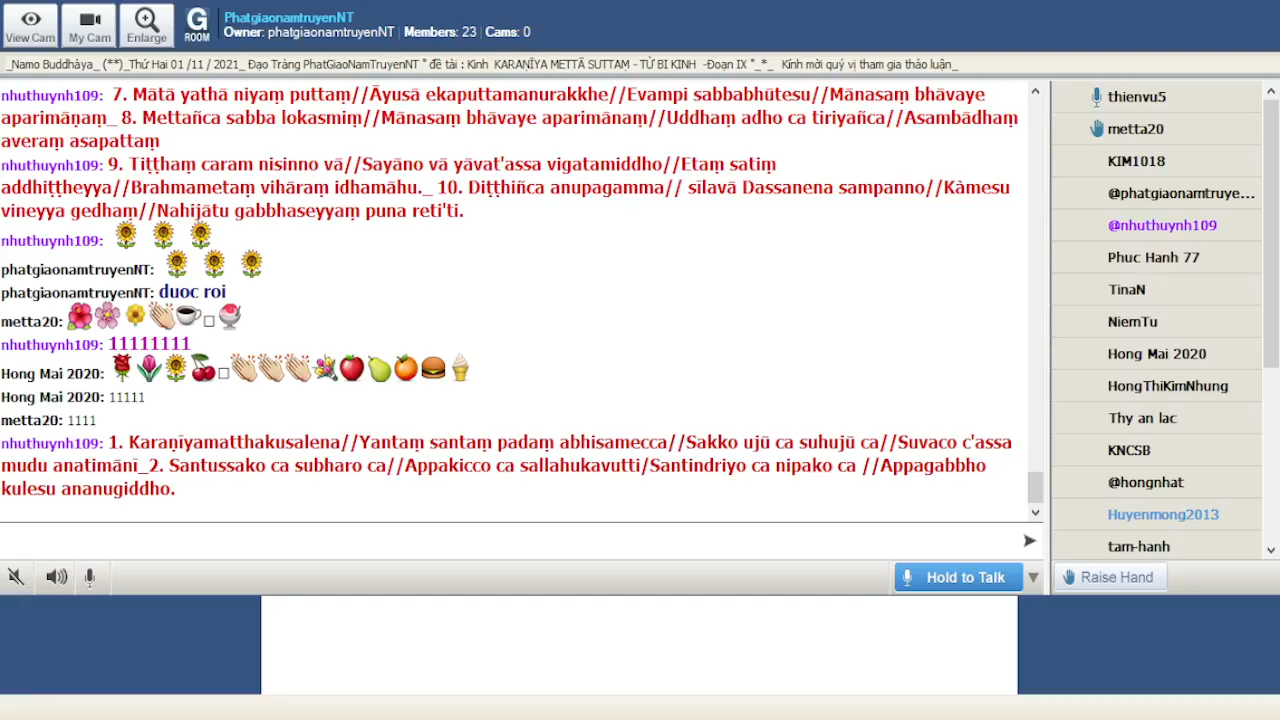 View Cam
My Cam
Enlarge
G
ROOM
PhatgiaonamtruyenNT
Owner: phatgiaonamtruyenNT | Members: 23 | Cams: 0
_Namo Buddhàya_ (**)_Thứ Hai 01 /11 / 2021_ Đạo Tràng PhatGiaoNamTruyenNT " đề tài : Kinh KARAṆĪYA METTĀ SUTTAṂ - TỪ BI KINH -Đoạn IX "_*_ Kính mời quý vị tham gia thảo luận_
nhuthuynh109: 7. Mātā yathā niyaṃ puttaṃ//Āyusā ekaputtamanurakkhe//Evampi sabbabhūtesu//Mānasaṃ bhāvaye
aparimāṇaṃ_ 8. Mettañca sabba lokasmiṃ//Mānasaṃ bhāvaye aparimānaṃ//Uddhaṃ adho ca tiriyañca//Asambādhaṃ
averaṃ asapattaṃ
nhuthuynh109: 9. Tiṭṭhaṃ caram nisinno vā//Sayāno vā yāvat'assa vigatamiddho//Etaṃ satiṃ
addhiṭṭheyya//Brahmametaṃ vihāraṃ idhamāhu._ 10. Diṭṭhiñca anupagamma// sīlavā Dassanena sampanno//Kàmesu
vineyya gedhaṃ//Nahijātu gabbhaseyyaṃ puna reti'ti.
nhuthuynh109:
phatgiaonamtruyenNT:
phatgiaonamtruyenNT: duoc roi
metta20:
nhuthuynh109: 11111111
Hong Mai 2020:
Hong Mai 2020: 11111
metta20: 1111
nhuthuynh109: 1. Karaṇīyamatthakusalena//Yantaṃ santaṃ padaṃ abhisamecca//Sakko ujū ca suhujū ca//Suvaco c'assa
mudu anatimānī_2. Santussako ca subharo ca//Appakicco ca sallahukavutti/Santindriyo ca nipako ca //Appagabbho
kulesu ananugiddho.
thienvu5
metta20
KIM1018
@phatgiaonamtruye...
@nhuthuynh109
Phuc Hanh 77
TinaN
NiemTu
Hong Mai 2020
HongThiKimNhung
Thy an lac
KNCSB
@hongnhat
Huyenmong2013
tam-hanh
Hold to Talk
Raise Hand